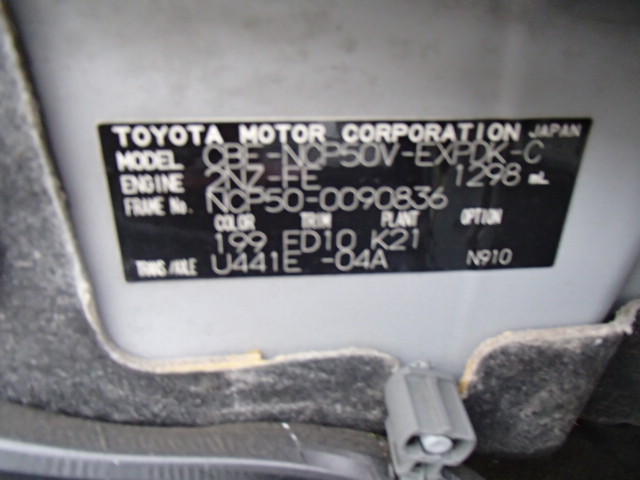 TOYOTA MOTOR CORPORATION JAPAN
MODEL CBE-NCP50V-EXPDK-C
ENGINE 2NZ-FE 1298 mL
FRAME No. NCP50-0090836
COLOR TRIM PLANT OPTION
199 FD10 K21
TRANS/AXLE U441E -04A N910